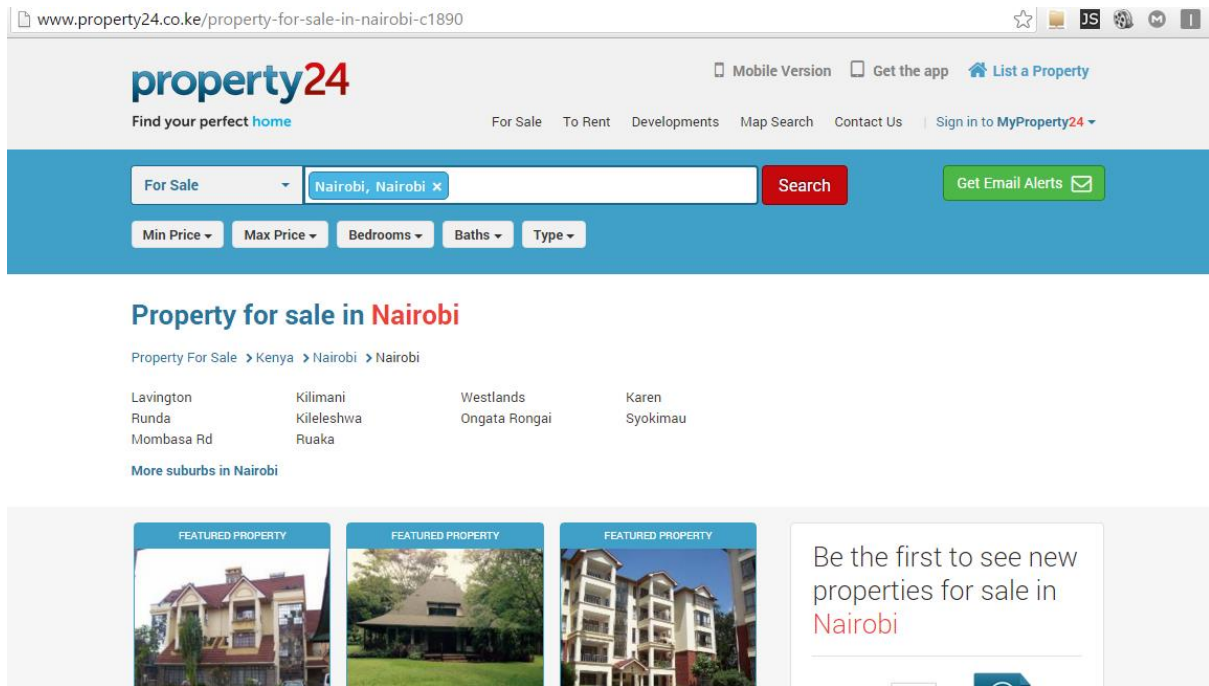 www.property24.co.ke/property-for-sale-in-nairobi-c1890
JS
M
I
property24
Find your perfect home
Mobile Version Get the app List a Property
For Sale To Rent Developments Map Search Contact Us Sign in to MyProperty24
For Sale Nairobi, Nairobi × Search Get Email Alerts
Min Price Max Price Bedrooms Baths Type
Property for sale in Nairobi
Property For Sale > Kenya > Nairobi > Nairobi
Lavington Kilimani Westlands Karen
Runda Kileleshwa Ongata Rongai Syokimau
Mombasa Rd Ruaka
More suburbs in Nairobi
FEATURED PROPERTY FEATURED PROPERTY FEATURED PROPERTY
Be the first to see new
properties for sale in
Nairobi